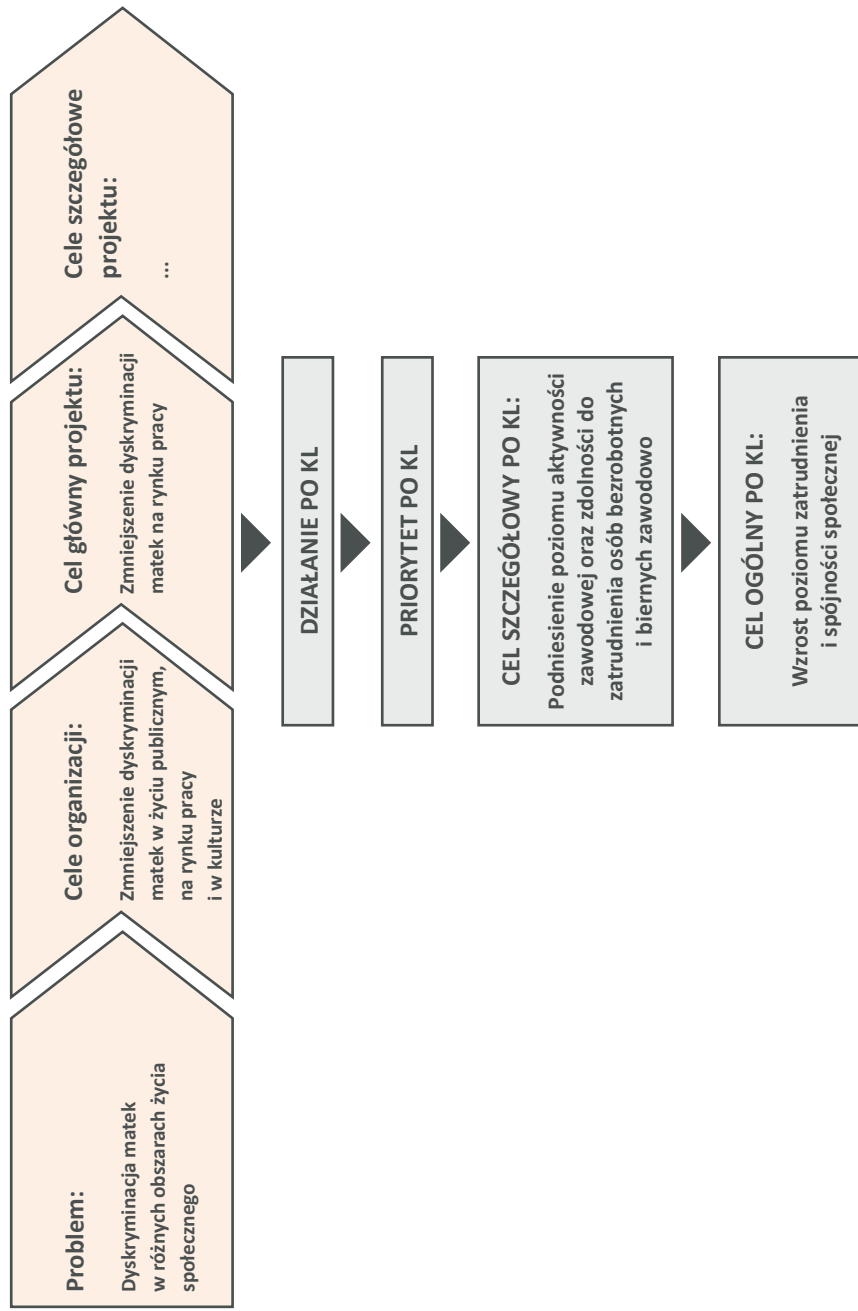 Problem:
Dyskryminacja matek
w różnych obszarach życia
społecznego
Cele organizacji:
Zmniejszenie dyskryminacji
matek w życiu publicznym,
na rynku pracy
i w kulturze
Cel główny projektu:
Zmniejszenie dyskryminacji
matek na rynku pracy
Cele szczegółowe
projektu:
...
DZIAŁANIE PO KL
PRIORYTET PO KL
CEL SZCZEGÓŁOWY PO KL:
Podniesienie poziomu aktywności
zawodowej oraz zdolności do
zatrudnienia osób bezrobotnych
i biernych zawodowo
CEL OGÓLNY PO KL:
Wzrost poziomu zatrudnienia
i spójności społecznej